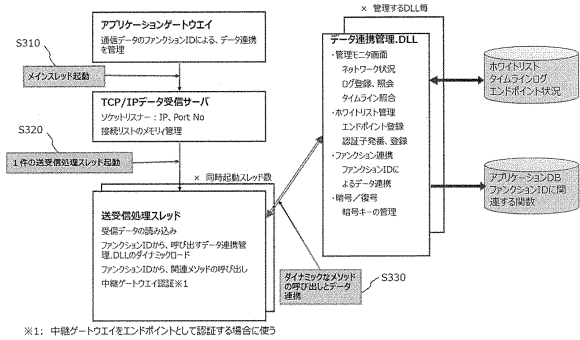 アプリケーションゲートウエイ
通信データのファンクションIDによる、データ連携
を管理
S310
メインスレッド起動
TCP/IPデータ受信サーバ
ソケットリスナー:IP、Port No
接続リストのメモリィ管理
S320
1件の送受信処理スレッド起動
× 同時起動スレッド数
送受信処理スレッド
受信データの読み込み
ファンクションIDから、呼び出すデータ連携管
理.DLLのダイナミックロード
ファンクションIDから、関連メソッドの呼び出し
中継ゲートウエイ認証※1
× 管理するDLL毎
データ連携管理.DLL
・管理モニタ画面
ネットワーク状況
ログ登録、照会
タイムライン照合
・ホワイトリスト管理
エンドポイント登録
認証子発番、登録
・ファンクション連携
ファンクションIDに
よるデータ連携
・暗号/復号
暗号キーの管理
ホワイトリスト
タイムラインログ
エンドポイント状況
アプリケーションDB
ファンクションIDに関
連する関数
ダイナミックなメソッド
の呼び出しとデータ
連携
S330
※1; 中継ゲートウエイをエンドポイントとして認証する場合に使う